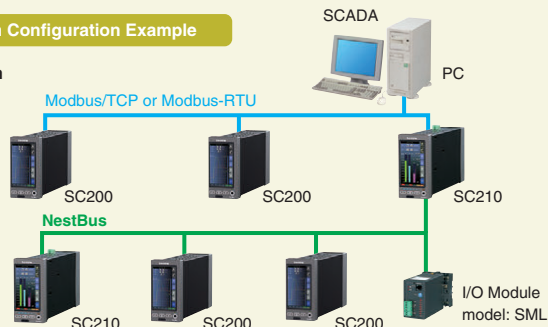 Configuration Example
SCADA
PC
Modbus/TCP or Modbus-RTU
SC200
SC200
SC210
NestBus
SC210
SC200
SC200
I/O Module
model: SML